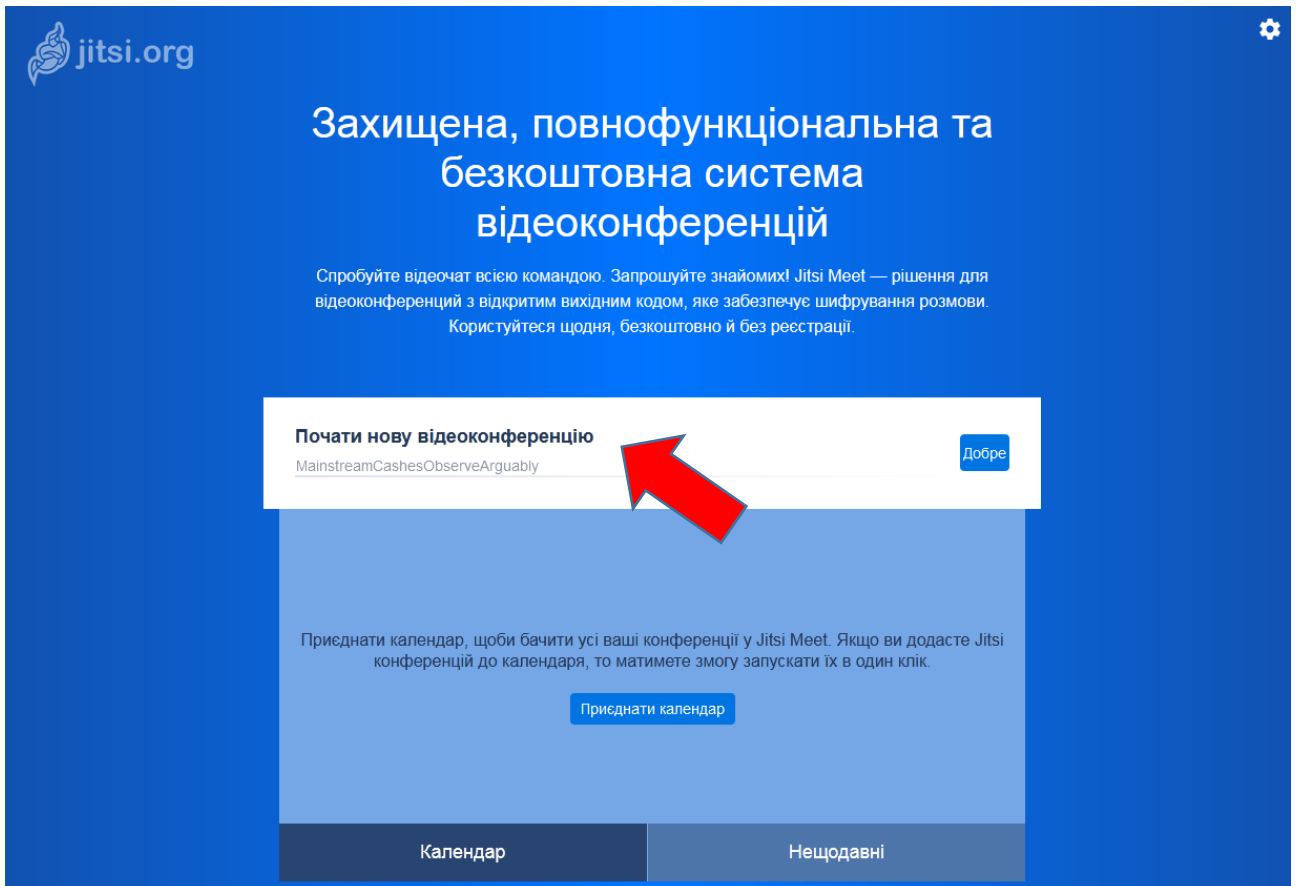 jitsi.org
Захищена, повнофункціональна та
безкоштовна система
відеоконференцій
Спробуйте відеочат всією командою. Запрошуйте знайомих! Jitsi Meet — рішення для
відеоконференций з відкритим вихідним кодом, яке забезпечує шифрування розмови.
Користуйтеся щодня, безкоштовно й без реєстрації.
Почати нову відеоконференцію
MainstreamCashesObserveArguably
Добре
Приєднати календар, щоби бачити усі ваші конференції у Jitsi Meet. Якщо ви додасте Jitsi
конференцій до календаря, то матимете змогу запускати їх в один клік.
Приєднати календар
Календар
Нещодавні